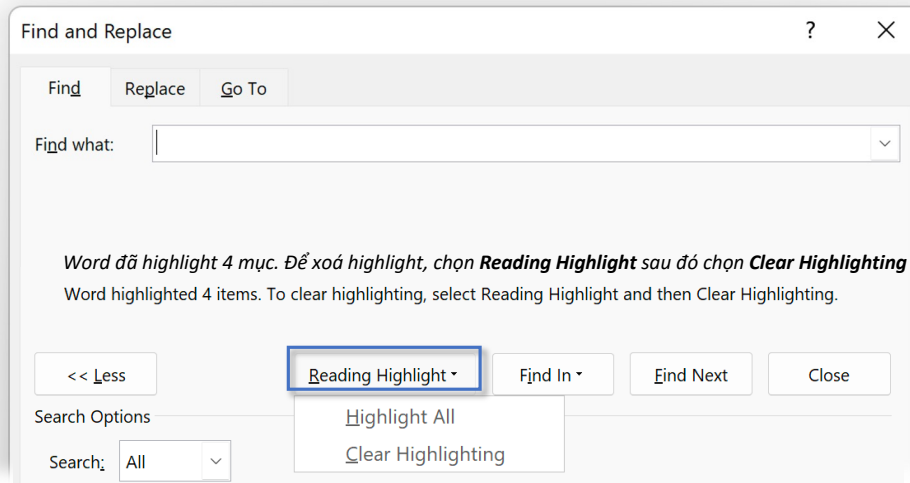 Find and Replace ?
Find Replace Go To
Find what:
Word đã highlight 4 mục. Để xoá highlight, chọn Reading Highlight sau đó chọn Clear Highlighting
Word highlighted 4 items. To clear highlighting, select Reading Highlight and then Clear Highlighting.
<< Less Reading Highlight Find In Find Next Close
Search Options
Highlight All
Clear Highlighting
Search: All